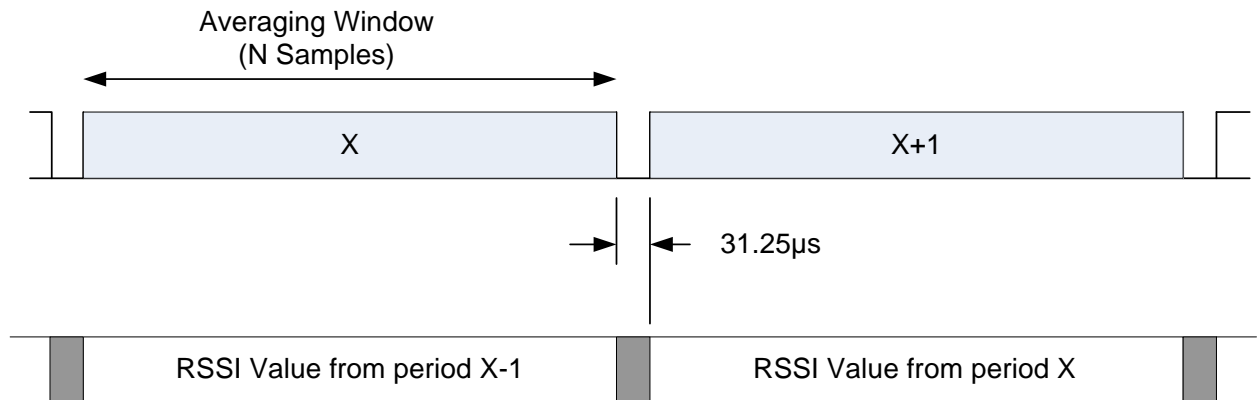 Averaging Window
(N Samples)
X
X+1
31.25µs
RSSI Value from period X-1
RSSI Value from period X